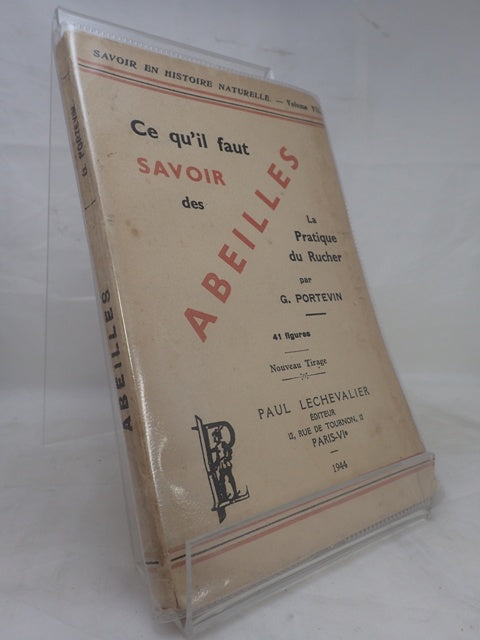 SAVOIR EN HISTOIRE NATURELLE. — Volume
Ce qu'il faut
SAVOIR
des
ABEILLES
La
Pratique
du Rucher
par
G. PORTEVIN
41 figures
Nouveau Tirage
PAUL LECHEVALIER
ÉDITEUR
12, RUE DE TOURNON, 12
PARIS-VIe
1944
G. PORTEVIN
ABEILLES